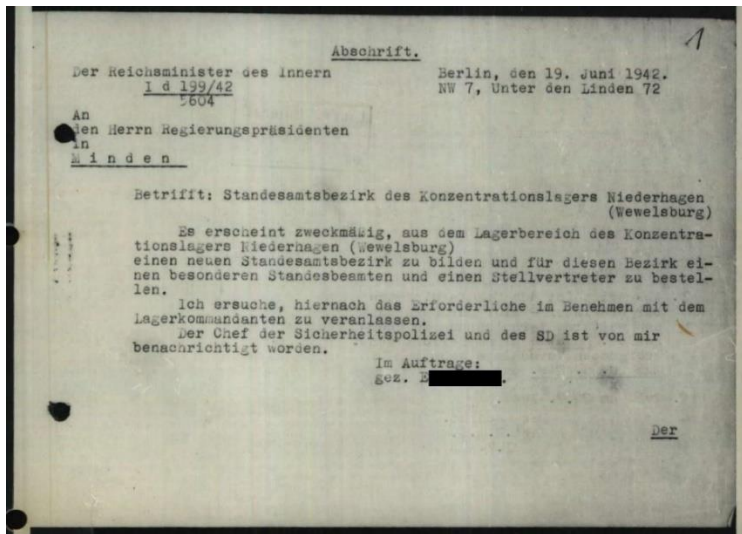 1
Abschrift.
Der Reichsminister des Innern
Berlin, den 19. Juni 1942.
I d 199/42
5604
NW 7, Unter den Linden 72
An
den Herrn Regierungspräsidenten
in
Minden
Betrifft: Standesamtsbezirk des Konzentrationslagers Niederhagen
(Wewelsburg)
Es erscheint zweckmäßig, aus dem Lagerbereich des Konzentra-
tionslagers Niederhagen (Wewelsburg)
einen neuen Standesamtsbezirk zu bilden und für diesen Bezirk ei-
nen besonderen Standesbeamten und einen Stellvertreter zu bestel-
len.
Ich ersuche, hiernach das Erforderliche im Benehmen mit dem
Lagerkommandanten zu veranlassen.
Der Chef der Sicherheitspolizei und des SD ist von mir
benachrichtigt worden.
Im Auftrage:
gez. E.
Der